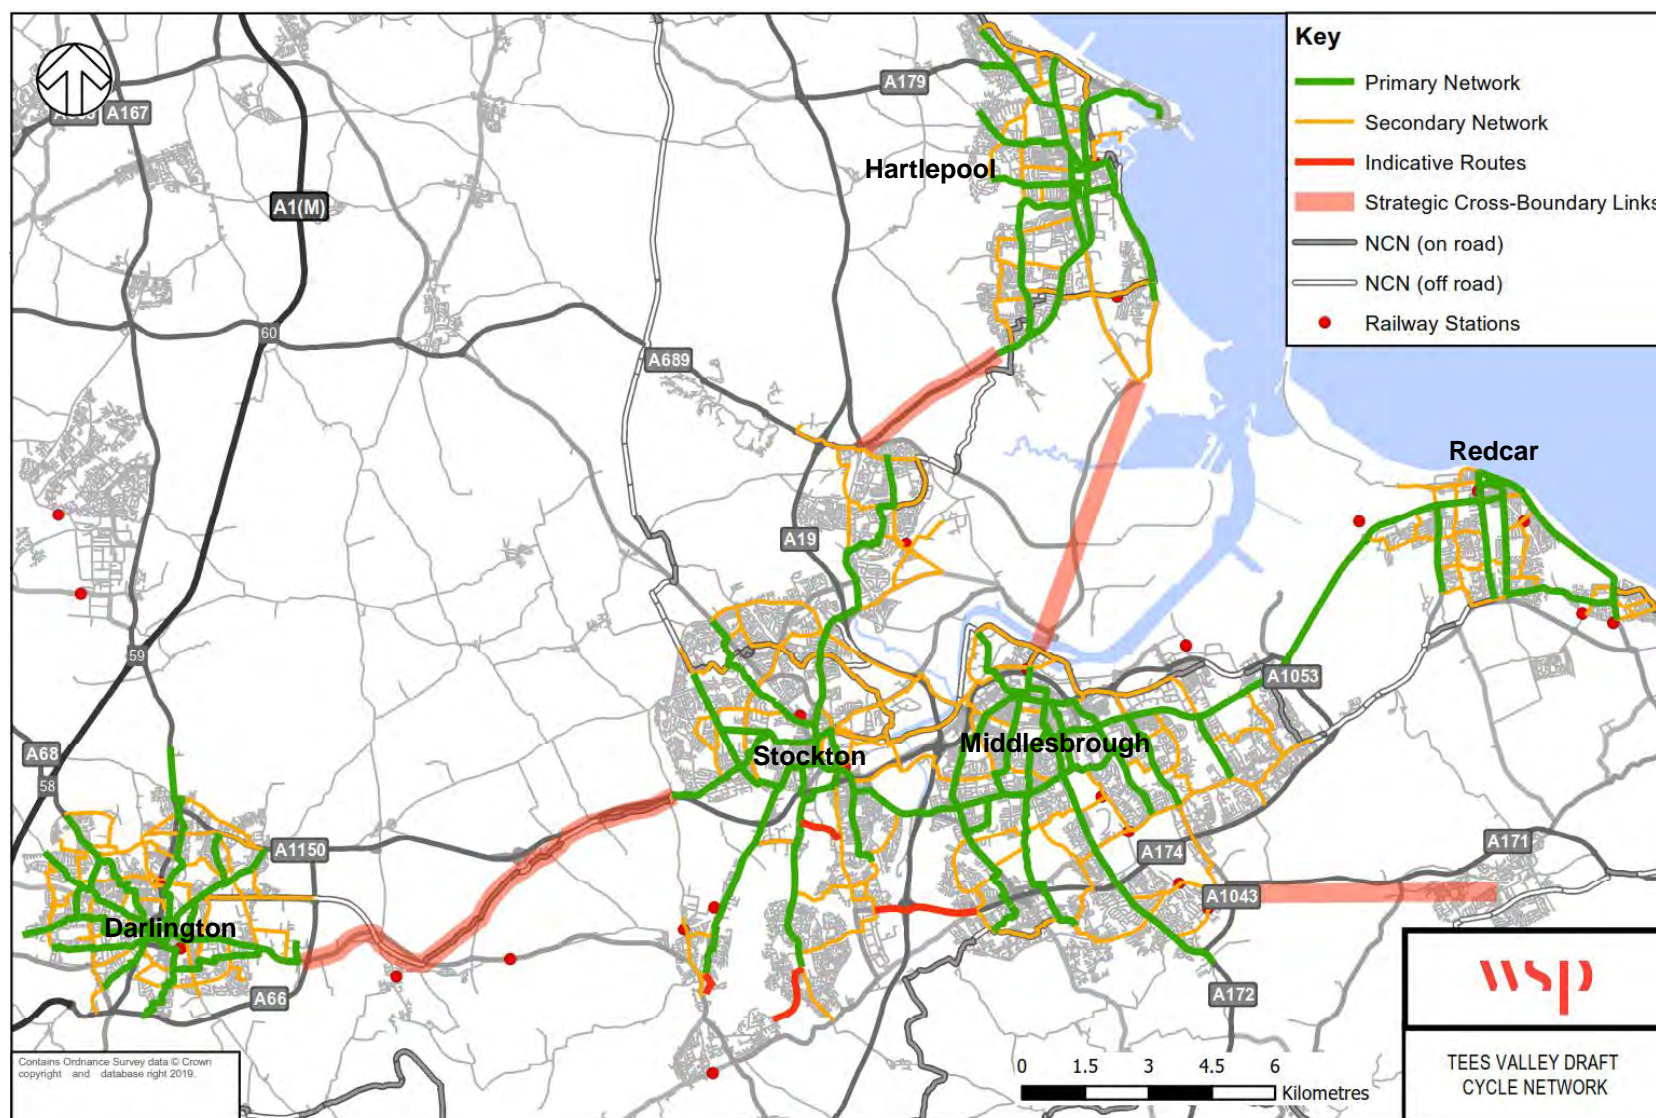 Key
Primary Network
Secondary Network
Indicative Routes
Strategic Cross-Boundary Links
NCN (on road)
NCN (off road)
Railway Stations
A167
A179
Hartlepool
A1(M)
60
A689
Redcar
A19
59
A1053
A68
58
Stockton
Middlesbrough
A1150
A174
A171
A1043
Darlington
A66
A172
wsp
TEES VALLEY DRAFT
CYCLE NETWORK
0 1.5 3 4.5 6
Kilometres
Contains Ordnance Survey data © Crown
copyright and database right 2019.